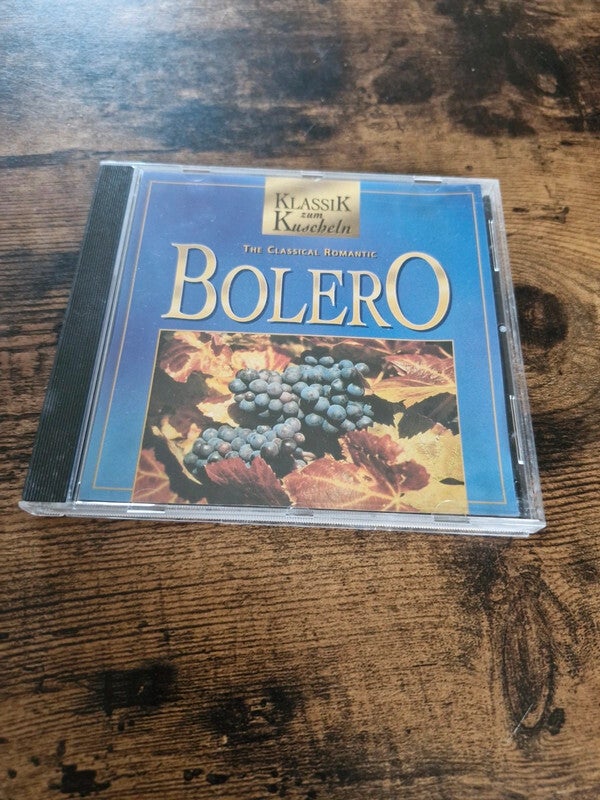 KLASSIK
zum
Kuscheln
THE CLASSICAL ROMANTIC
BOLERO